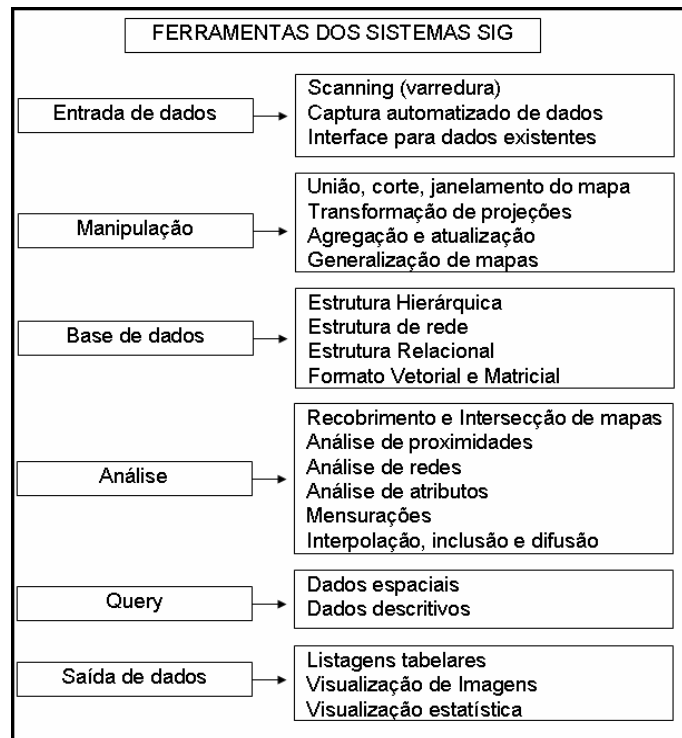 FERRAMENTAS DOS SISTEMAS SIG
Entrada de dados
Scanning (varredura)
Captura automatizado de dados
Interface para dados existentes
Manipulação
União, corte, janelamento do mapa
Transformação de projeções
Agregação e atualização
Generalização de mapas
Base de dados
Estrutura Hierárquica
Estrutura de rede
Estrutura Relacional
Formato Vetorial e Matricial
Análise
Recobrimento e Intersecção de mapas
Análise de proximidades
Análise de redes
Análise de atributos
Mensurações
Interpolação, inclusão e difusão
Query
Dados espaciais
Dados descritivos
Saída de dados
Listagens tabelares
Visualização de Imagens
Visualização estatística